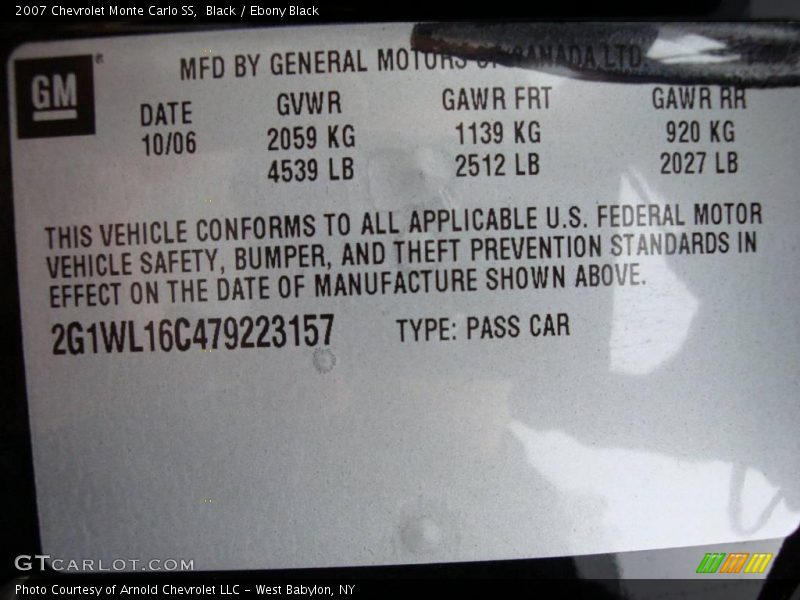 2007 Chevrolet Monte Carlo SS,  Black / Ebony Black
GM ®
MFD BY GENERAL MOTORS OF CANADA LTD
DATE GVWR GAWR FRT GAWR RR
10/06 2059 KG 1139 KG 920 KG
4539 LB 2512 LB 2027 LB
THIS VEHICLE CONFORMS TO ALL APPLICABLE U.S. FEDERAL MOTOR
VEHICLE SAFETY, BUMPER, AND THEFT PREVENTION STANDARDS IN
EFFECT ON THE DATE OF MANUFACTURE SHOWN ABOVE.
2G1WL16C479223157 TYPE: PASS CAR
GTCARLOT.COM
Photo Courtesy of Arnold Chevrolet LLC - West Babylon, NY